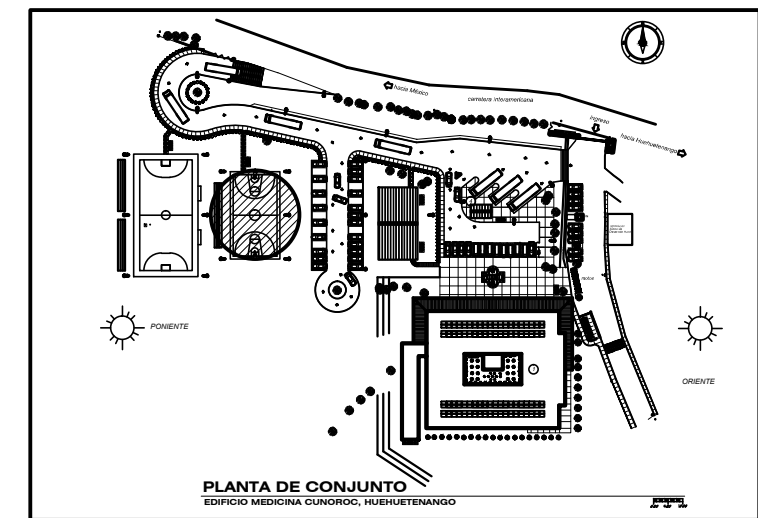 hacia México
carretera interamericana
ingreso
hacia Huehuetenango
motos
PONIENTE
ORIENTE
PLANTA DE CONJUNTO
EDIFICIO MEDICINA CUNOROC, HUEHUETENANGO